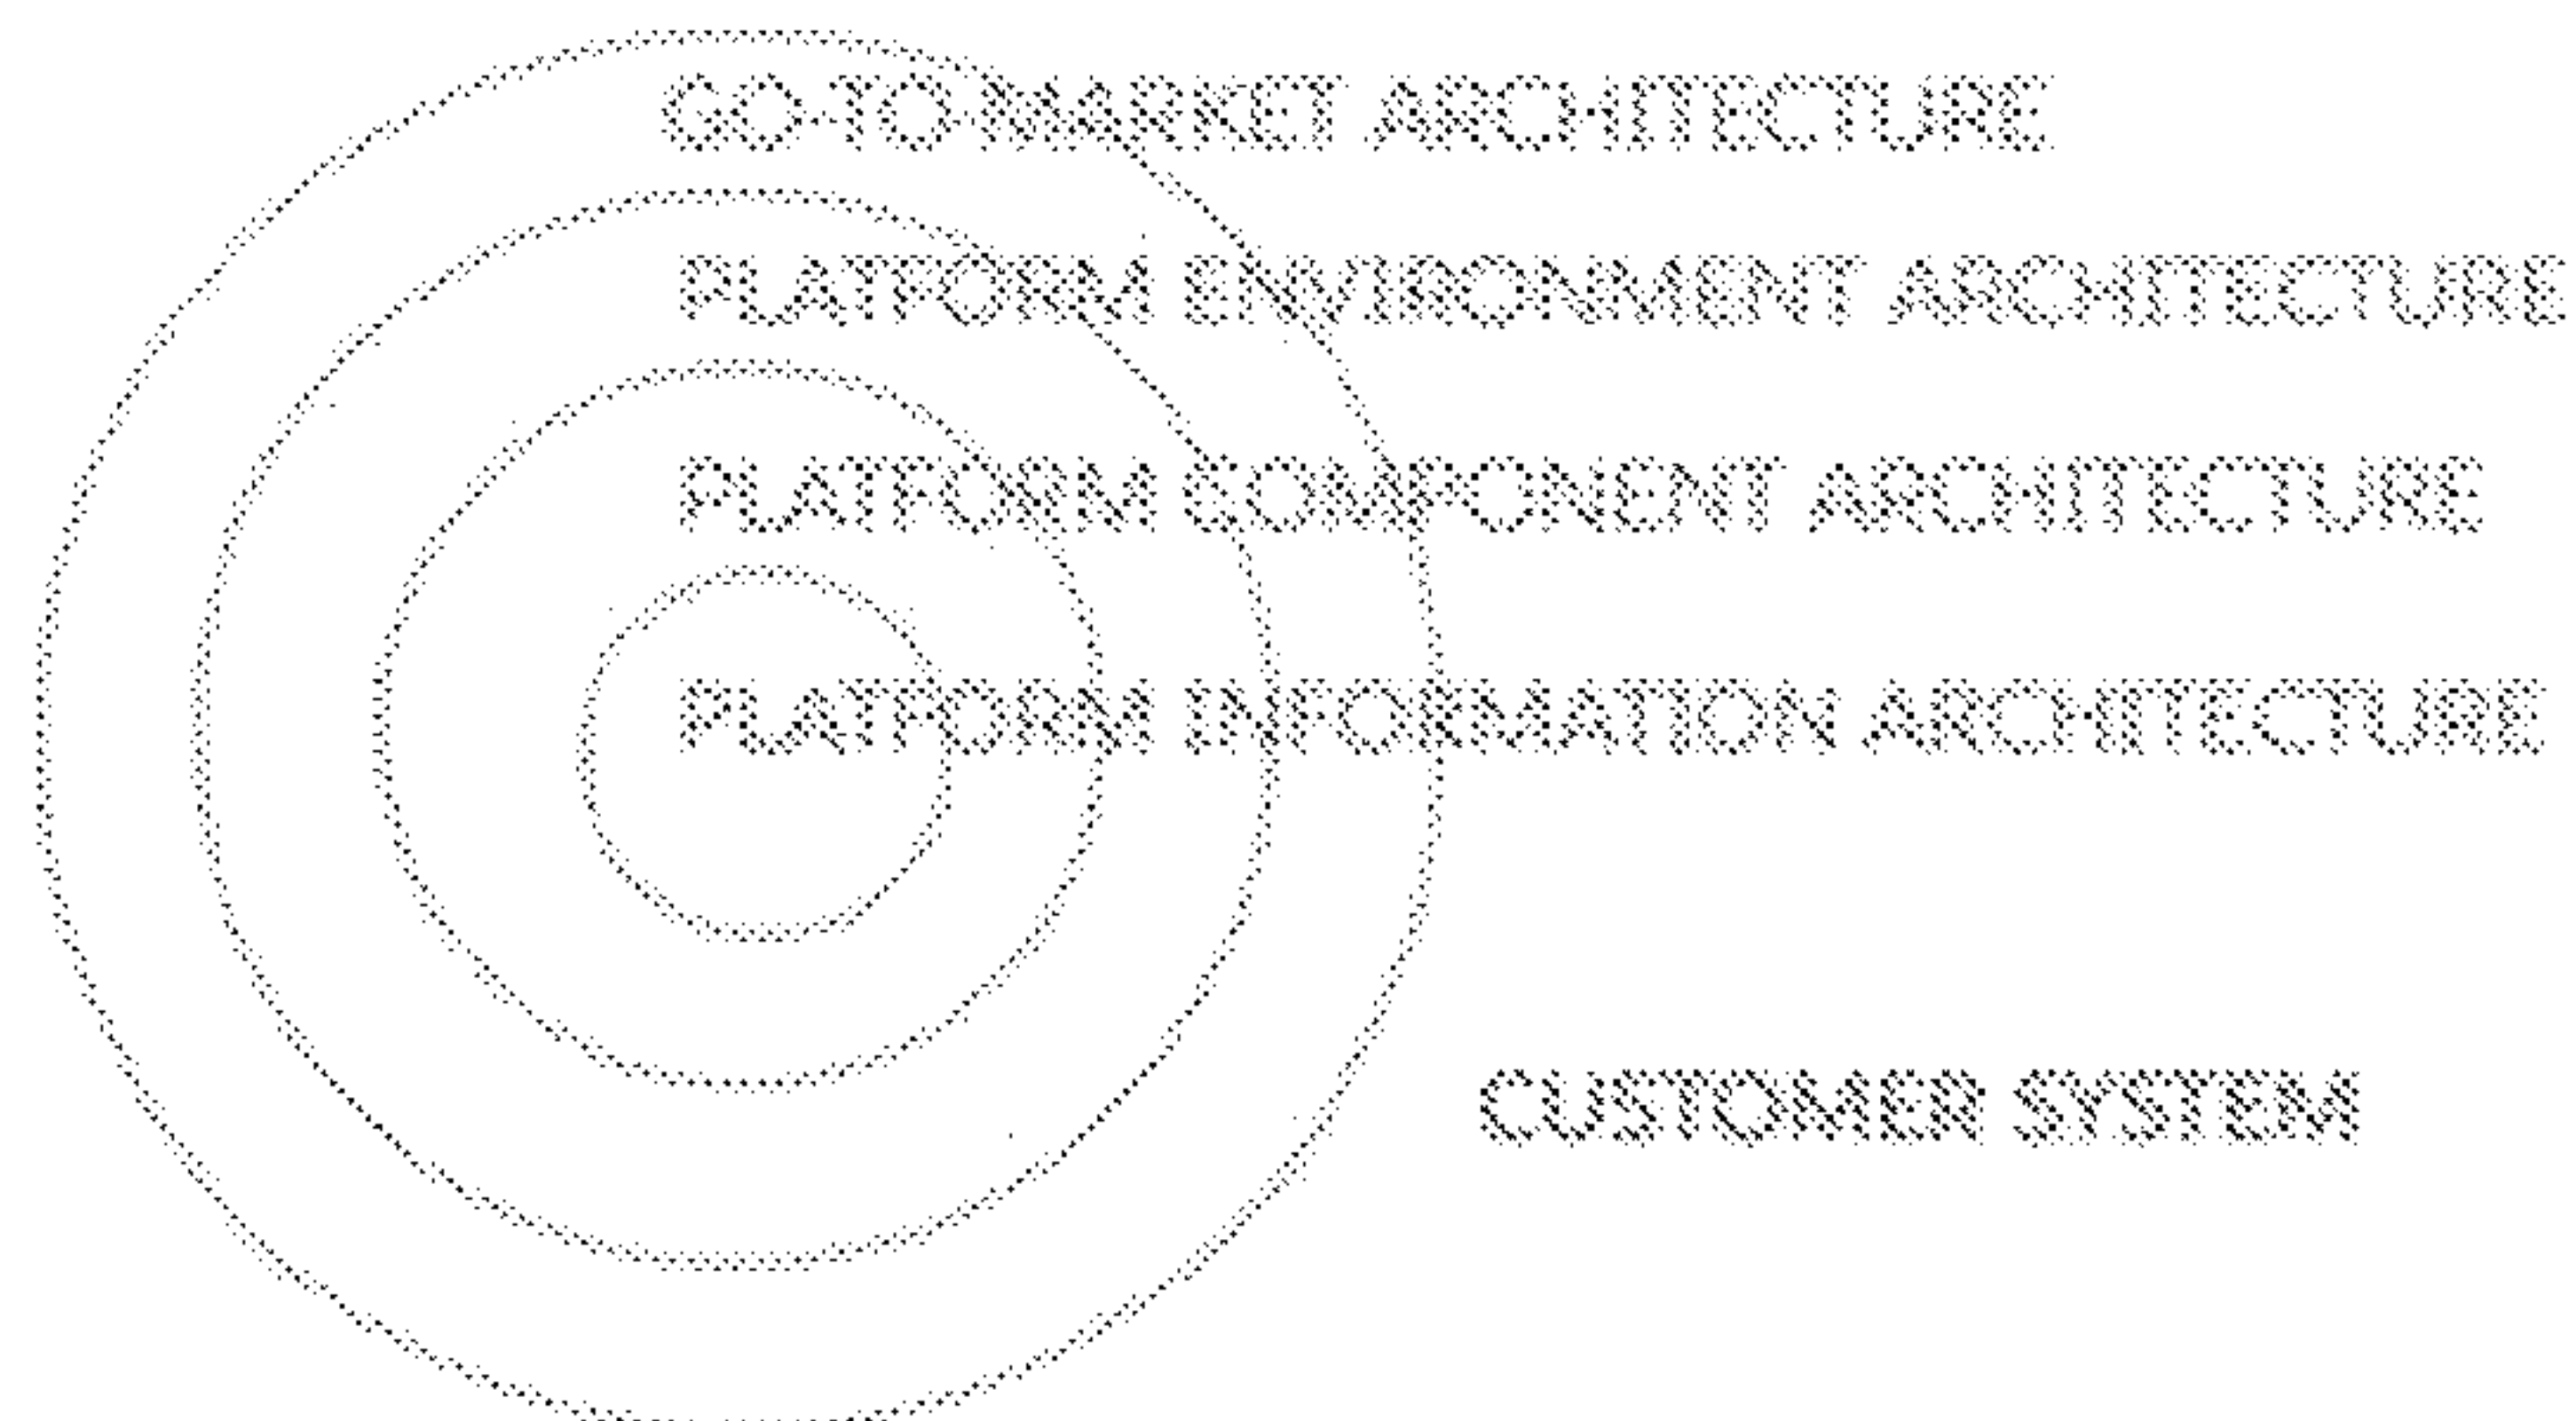 GO-TO-MARKET ARCHITECTURE
PLATFORM ENVIRONMENT ARCHITECTURE
PLATFORM COMPONENT ARCHITECTURE
PLATFORM INFORMATION ARCHITECTURE
CUSTOMER SYSTEM